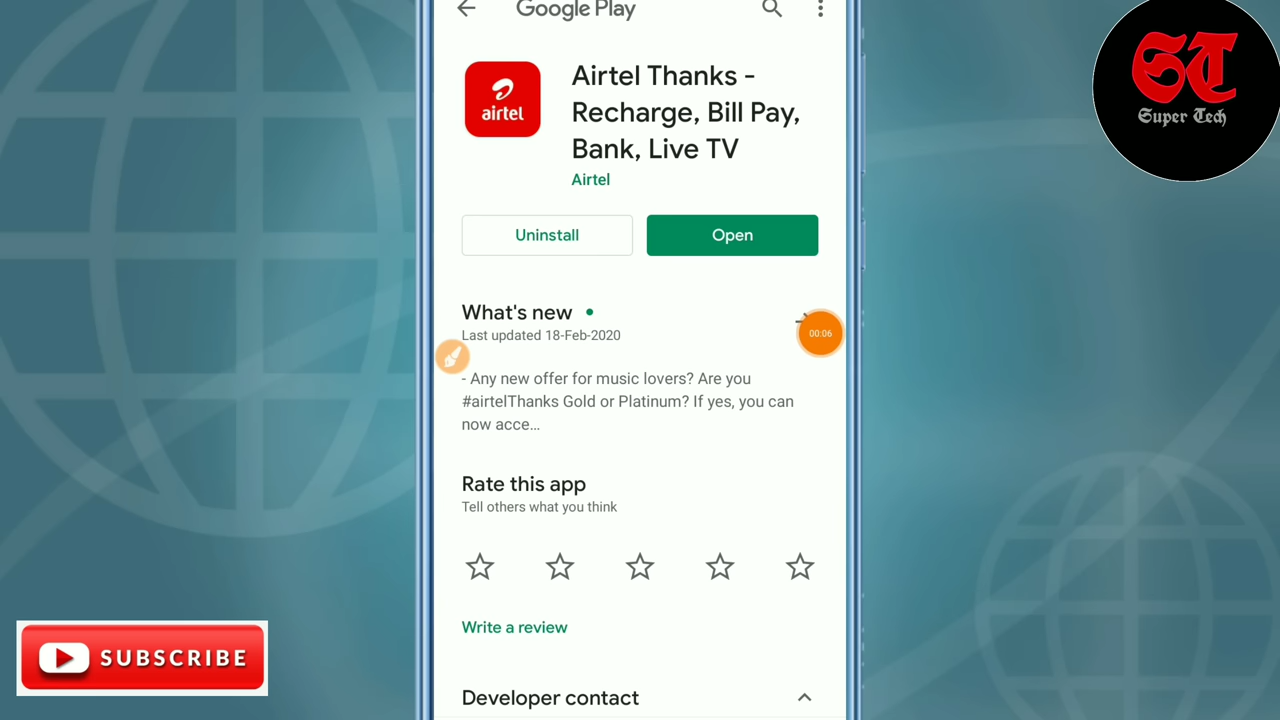 Google Play
ST
Super Tech
airtel
Airtel Thanks -
Recharge, Bill Pay,
Bank, Live TV
Airtel
Uninstall
Open
What's new
Last updated 18-Feb-2020
00:06
- Any new offer for music lovers? Are you
#airtelThanks Gold or Platinum? If yes, you can
now acce…
Rate this app
Tell others what you think
Write a review
SUBSCRIBE
Developer contact